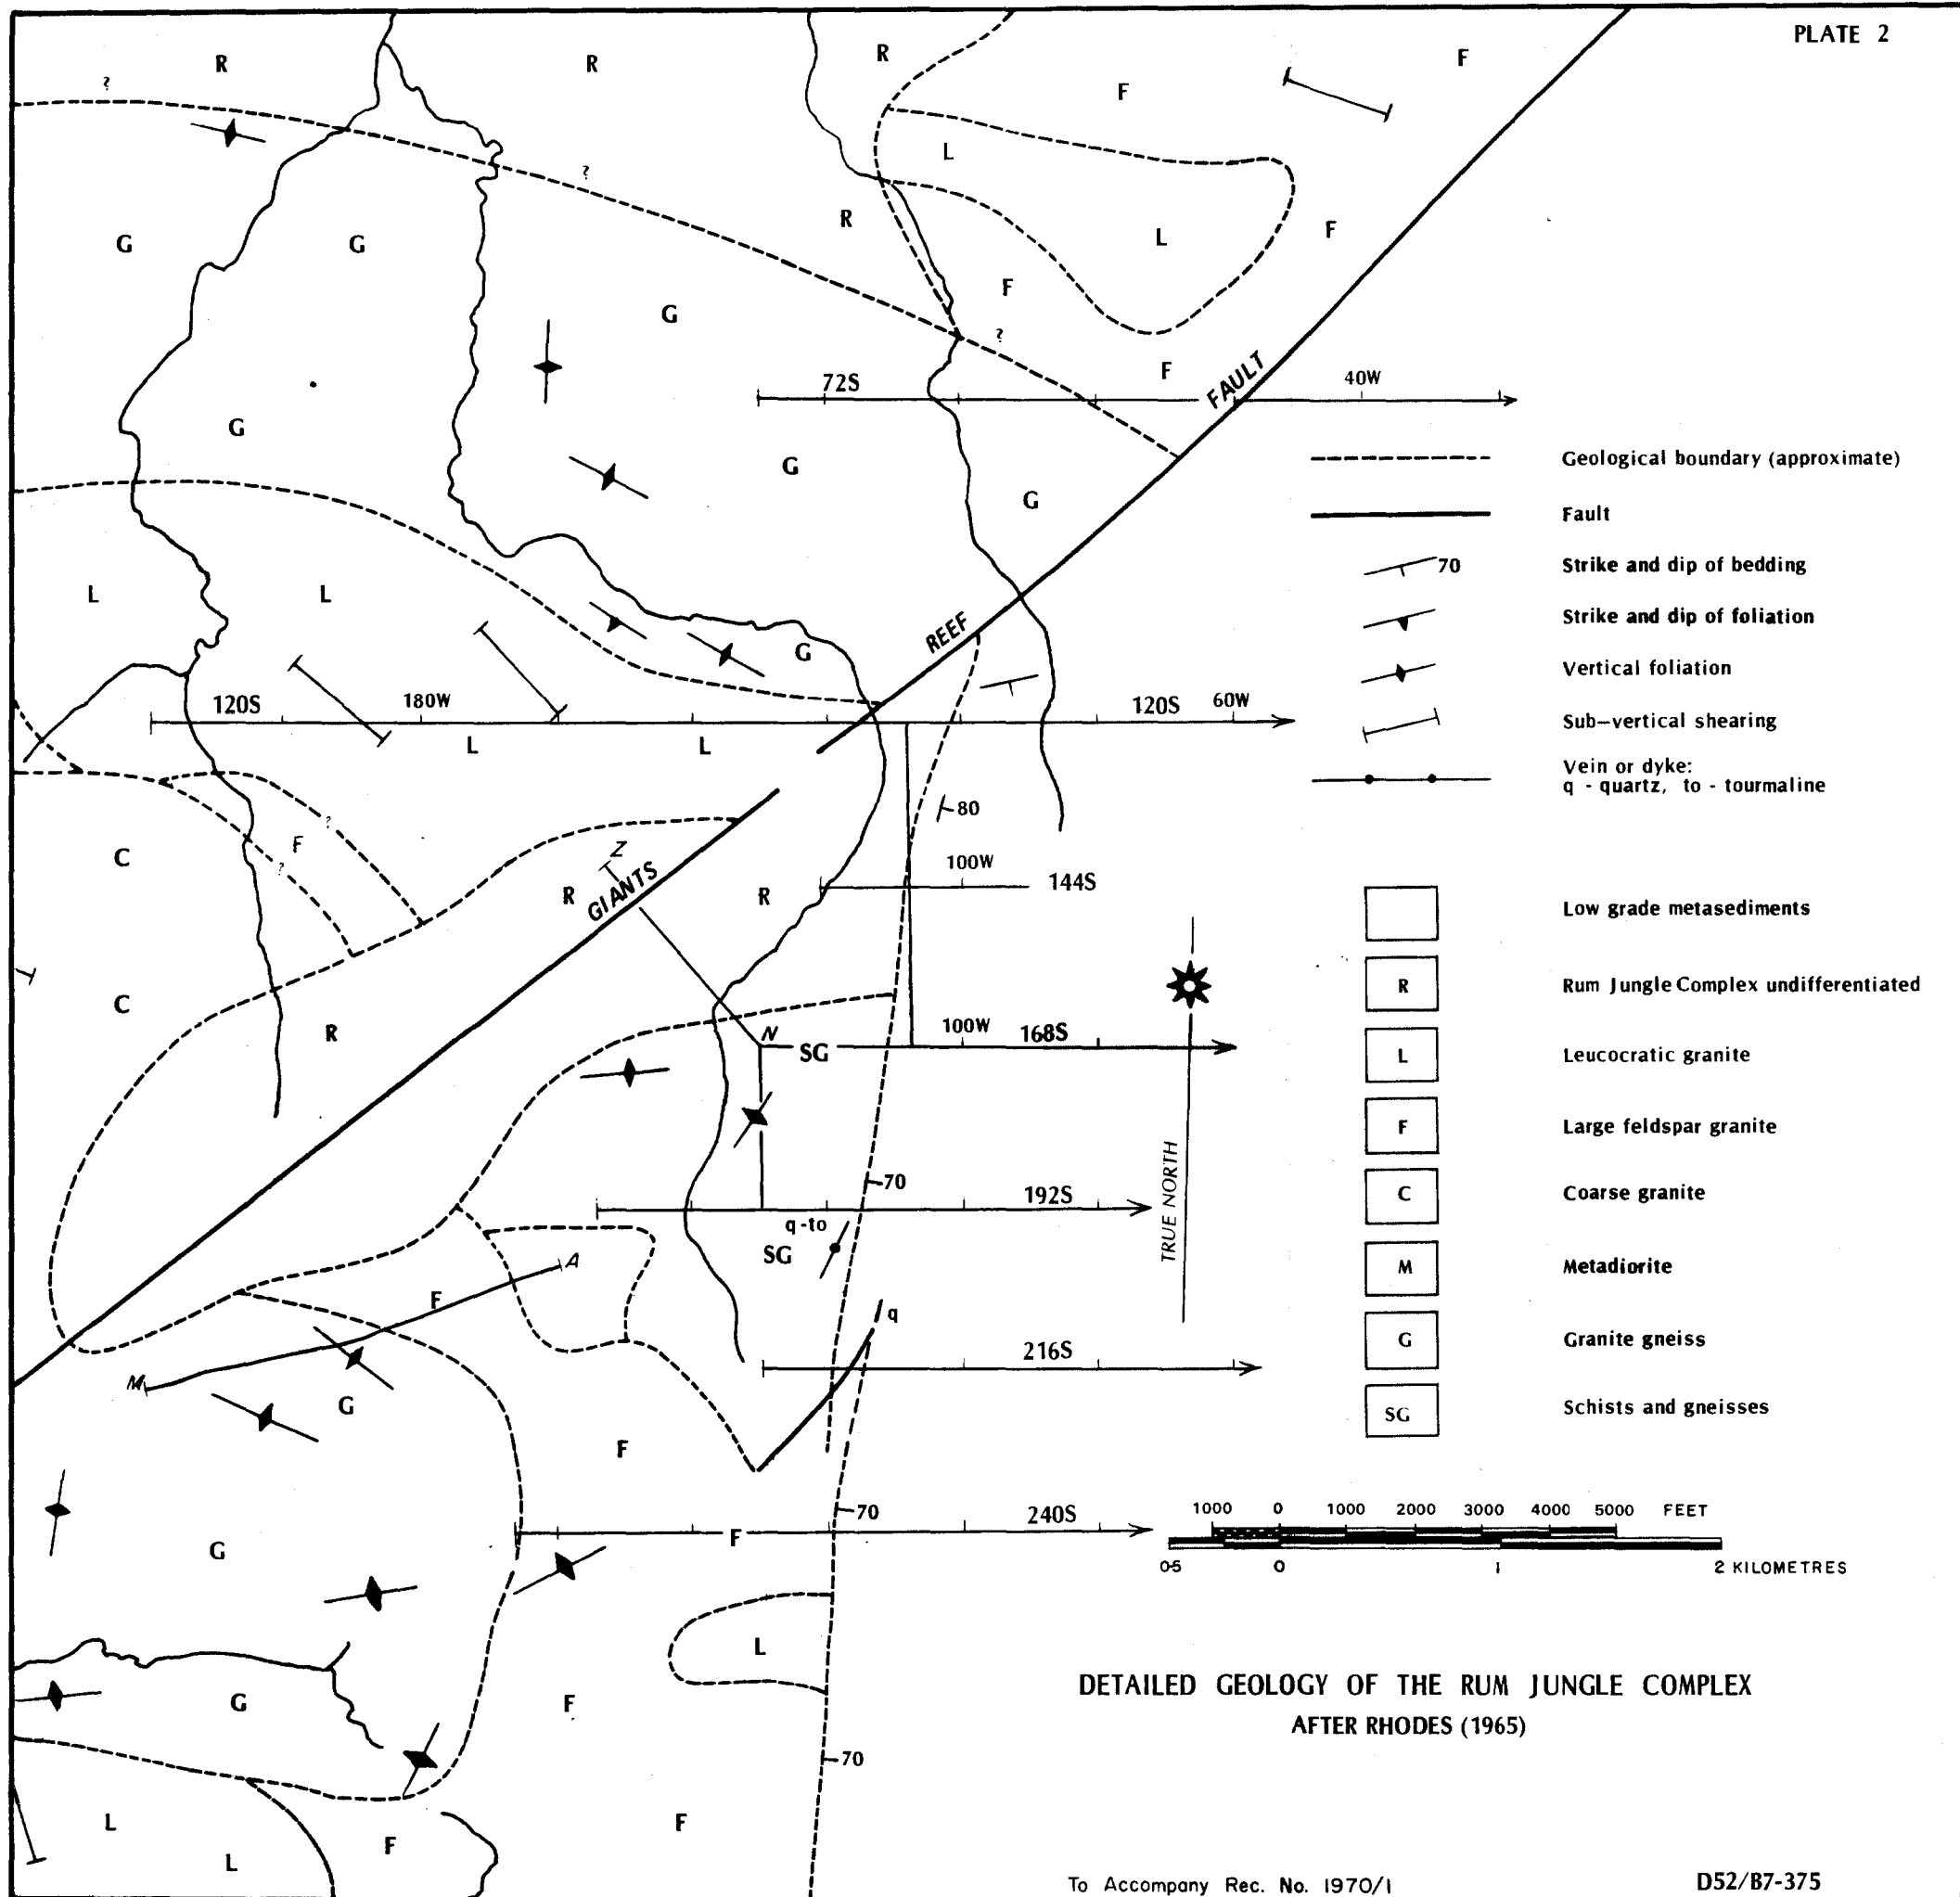 PLATE 2
R
R
R
F
F
?
L
?
R
G
G
L
F
F
G
?
F
72S
40W
FAULT
G
G
G
L
L
G
REEF
120S
180W
120S
60W
L
L
80
C
F
?
?
Z
R
GIANTS
R
100W
144S
C
R
N
SG
100W
168S
TRUE NORTH
70
192S
q-to
SG
A
F
q
M
216S
G
F
70
240S
F
G
L
G
F
70
L
L
F
F
Geological boundary (approximate)
Fault
70
Strike and dip of bedding
Strike and dip of foliation
Vertical foliation
Sub-vertical shearing
Vein or dyke:
q - quartz, to - tourmaline
Low grade metasediments
R
Rum Jungle Complex undifferentiated
L
Leucocratic granite
F
Large feldspar granite
C
Coarse granite
M
Metadiorite
G
Granite gneiss
SG
Schists and gneisses
1000 0 1000 2000 3000 4000 5000 FEET
05 0 1 2 KILOMETRES
DETAILED GEOLOGY OF THE RUM JUNGLE COMPLEX
AFTER RHODES (1965)
To Accompany Rec. No. 1970/1
D52/B7-375